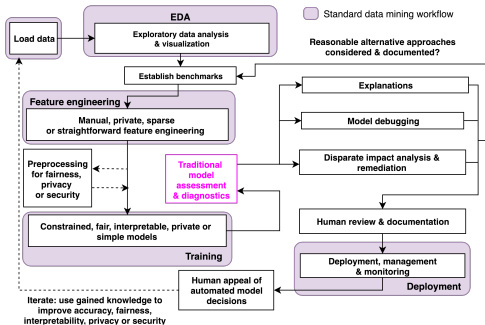 EDA
Standard data mining workflow
Load data
Exploratory data analysis
& visualization
Reasonable alternative approaches
considered & documented?
Establish benchmarks
Explanations
Feature engineering
Manual, private, sparse
or straightforward feature engineering
Model debugging
Preprocessing
for fairness,
privacy
or security
Traditional
model
assessment
& diagnostics
Disparate impact analysis &
remediation
Constrained, fair, interpretable, private or
simple models
Training
Human review & documentation
Deployment, management
& monitoring
Deployment
Human appeal of
automated model
decisions
Iterate: use gained knowledge to
improve accuracy, fairness,
interpretability, privacy or security